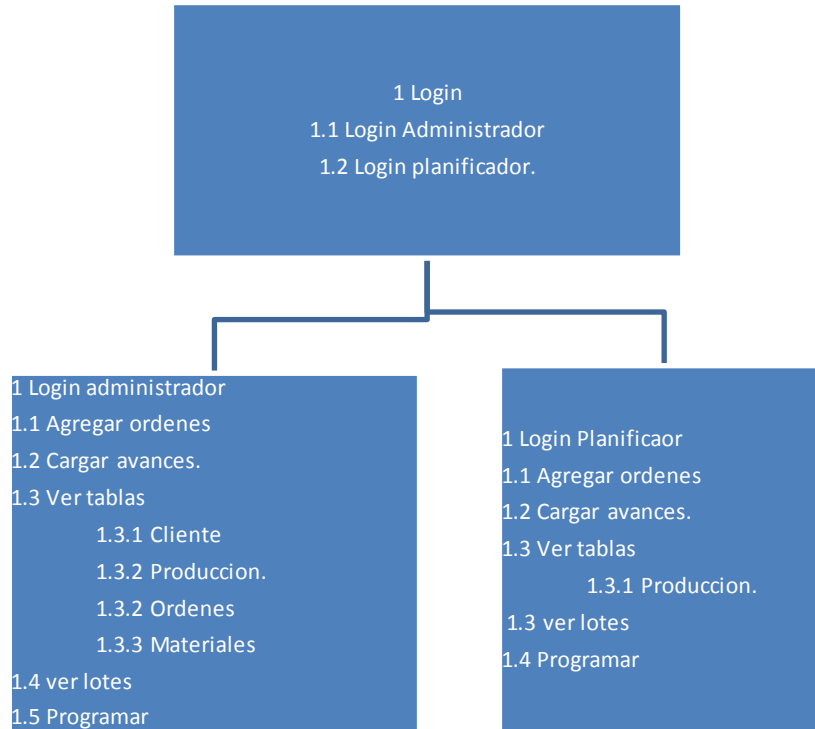 1 Login
1.1 Login Administrador
1.2 Login planificador.
1 Login administrador
1.1 Agregar ordenes
1.2 Cargar avances.
1.3 Ver tablas
1.3.1 Cliente
1.3.2 Produccion.
1.3.2 Ordenes
1.3.3 Materiales
1.4 ver lotes
1.5 Programar
1 Login Planificaor
1.1 Agregar ordenes
1.2 Cargar avances.
1.3 Ver tablas
1.3.1 Produccion.
1.3 ver lotes
1.4 Programar